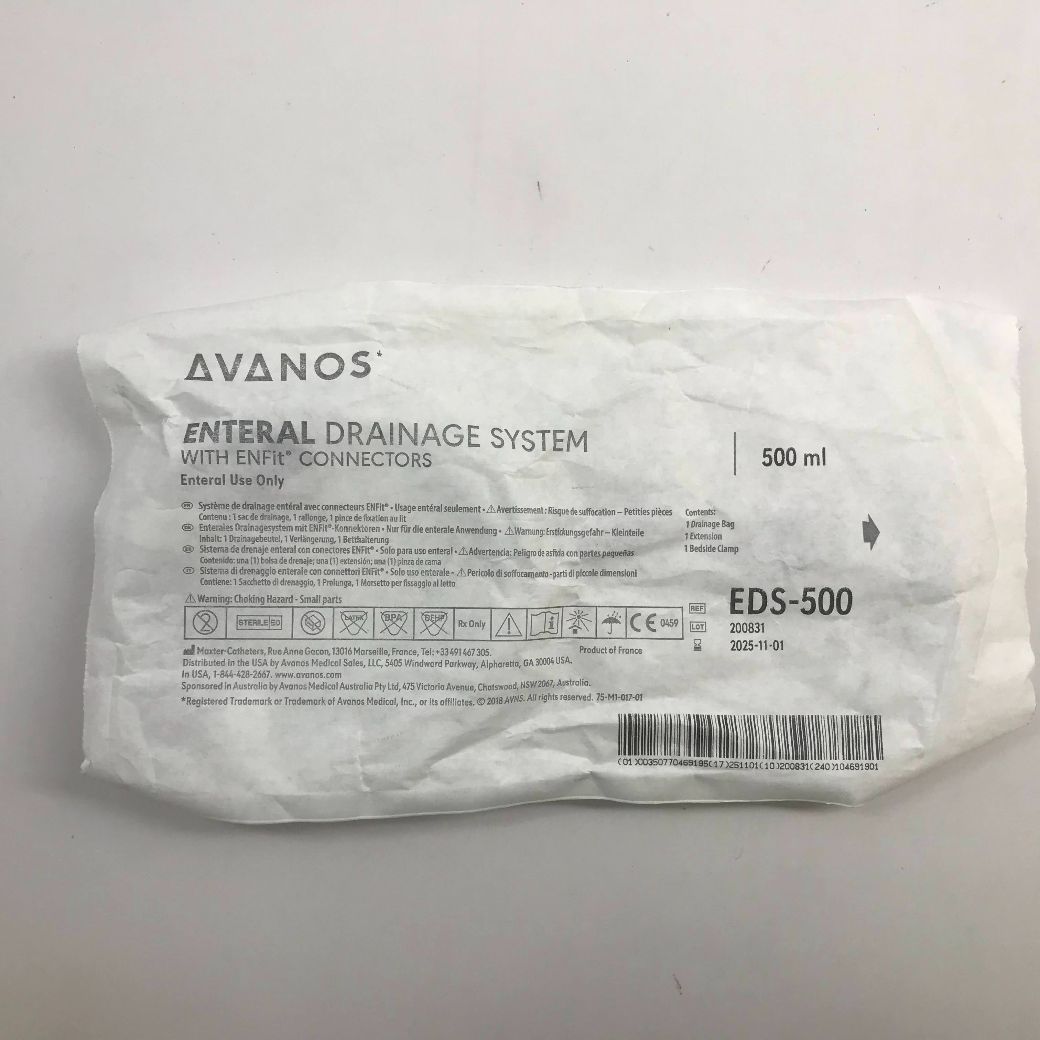 AVANOS*
ENTERAL DRAINAGE SYSTEM
WITH ENFit® CONNECTORS
Enteral Use Only
500 ml
FR Système de drainage entéral avec connecteurs ENFit® • Usage entéral seulement • ⚠ Avertissement : Risque de suffocation – Petities pièces
Contenu : 1 sac de drainage, 1 rallonge, 1 pince de fixation au lit
DE Enterales Drainagesystem mit ENFit®-Konnektoren • Nur für die enterale Anwendung • ⚠ Warnung: Erstickungsgefahr – Kleinteile
Inhalt: 1 Drainagebeutel, 1 Verlängerung, 1 Betthalterung
ES Sistema de drenaje enteral con conectores ENFit® • Solo para uso enteral • ⚠ Advertencia: Peligro de asfixia con partes pequeñas
Contenido: una (1) bolsa de drenaje; una (1) extensión; una (1) pinza de cama
IT Sistema di drenaggio enterale con connettori ENFit® • Solo uso enterale • ⚠ Pericolo di soffocamento - parti di piccole dimensioni
Contiene: 1 Sacchetto di drenaggio, 1 Prolunga, 1 Morsetto per fissaggio al letto
Contents:
1 Drainage Bag
1 Extension
1 Bedside Clamp
⚠ Warning: Choking Hazard - Small parts
2 STERILE EO LATEX BPA DEHP Rx Only CE 0459
REF EDS-500
LOT 200831
2025-11-01
Maxter-Catheters, Rue Anne Gacon, 13016 Marseille, France, Tel: +33 491 467 305.
Product of France
Distributed in the USA by Avanos Medical Sales, LLC, 5405 Windward Parkway, Alpharetta, GA 30004 USA.
In USA, 1-844-428-2667. www.avanos.com
Sponsored in Australia by Avanos Medical Australia Pty Ltd, 475 Victoria Avenue, Chatswood, NSW 2067, Australia.
*Registered Trademark or Trademark of Avanos Medical, Inc., or its affiliates. © 2018 AVNS. All rights reserved. 75-M1-017-01
(01)00350770469195(17)251101(10)200831(240)104691901